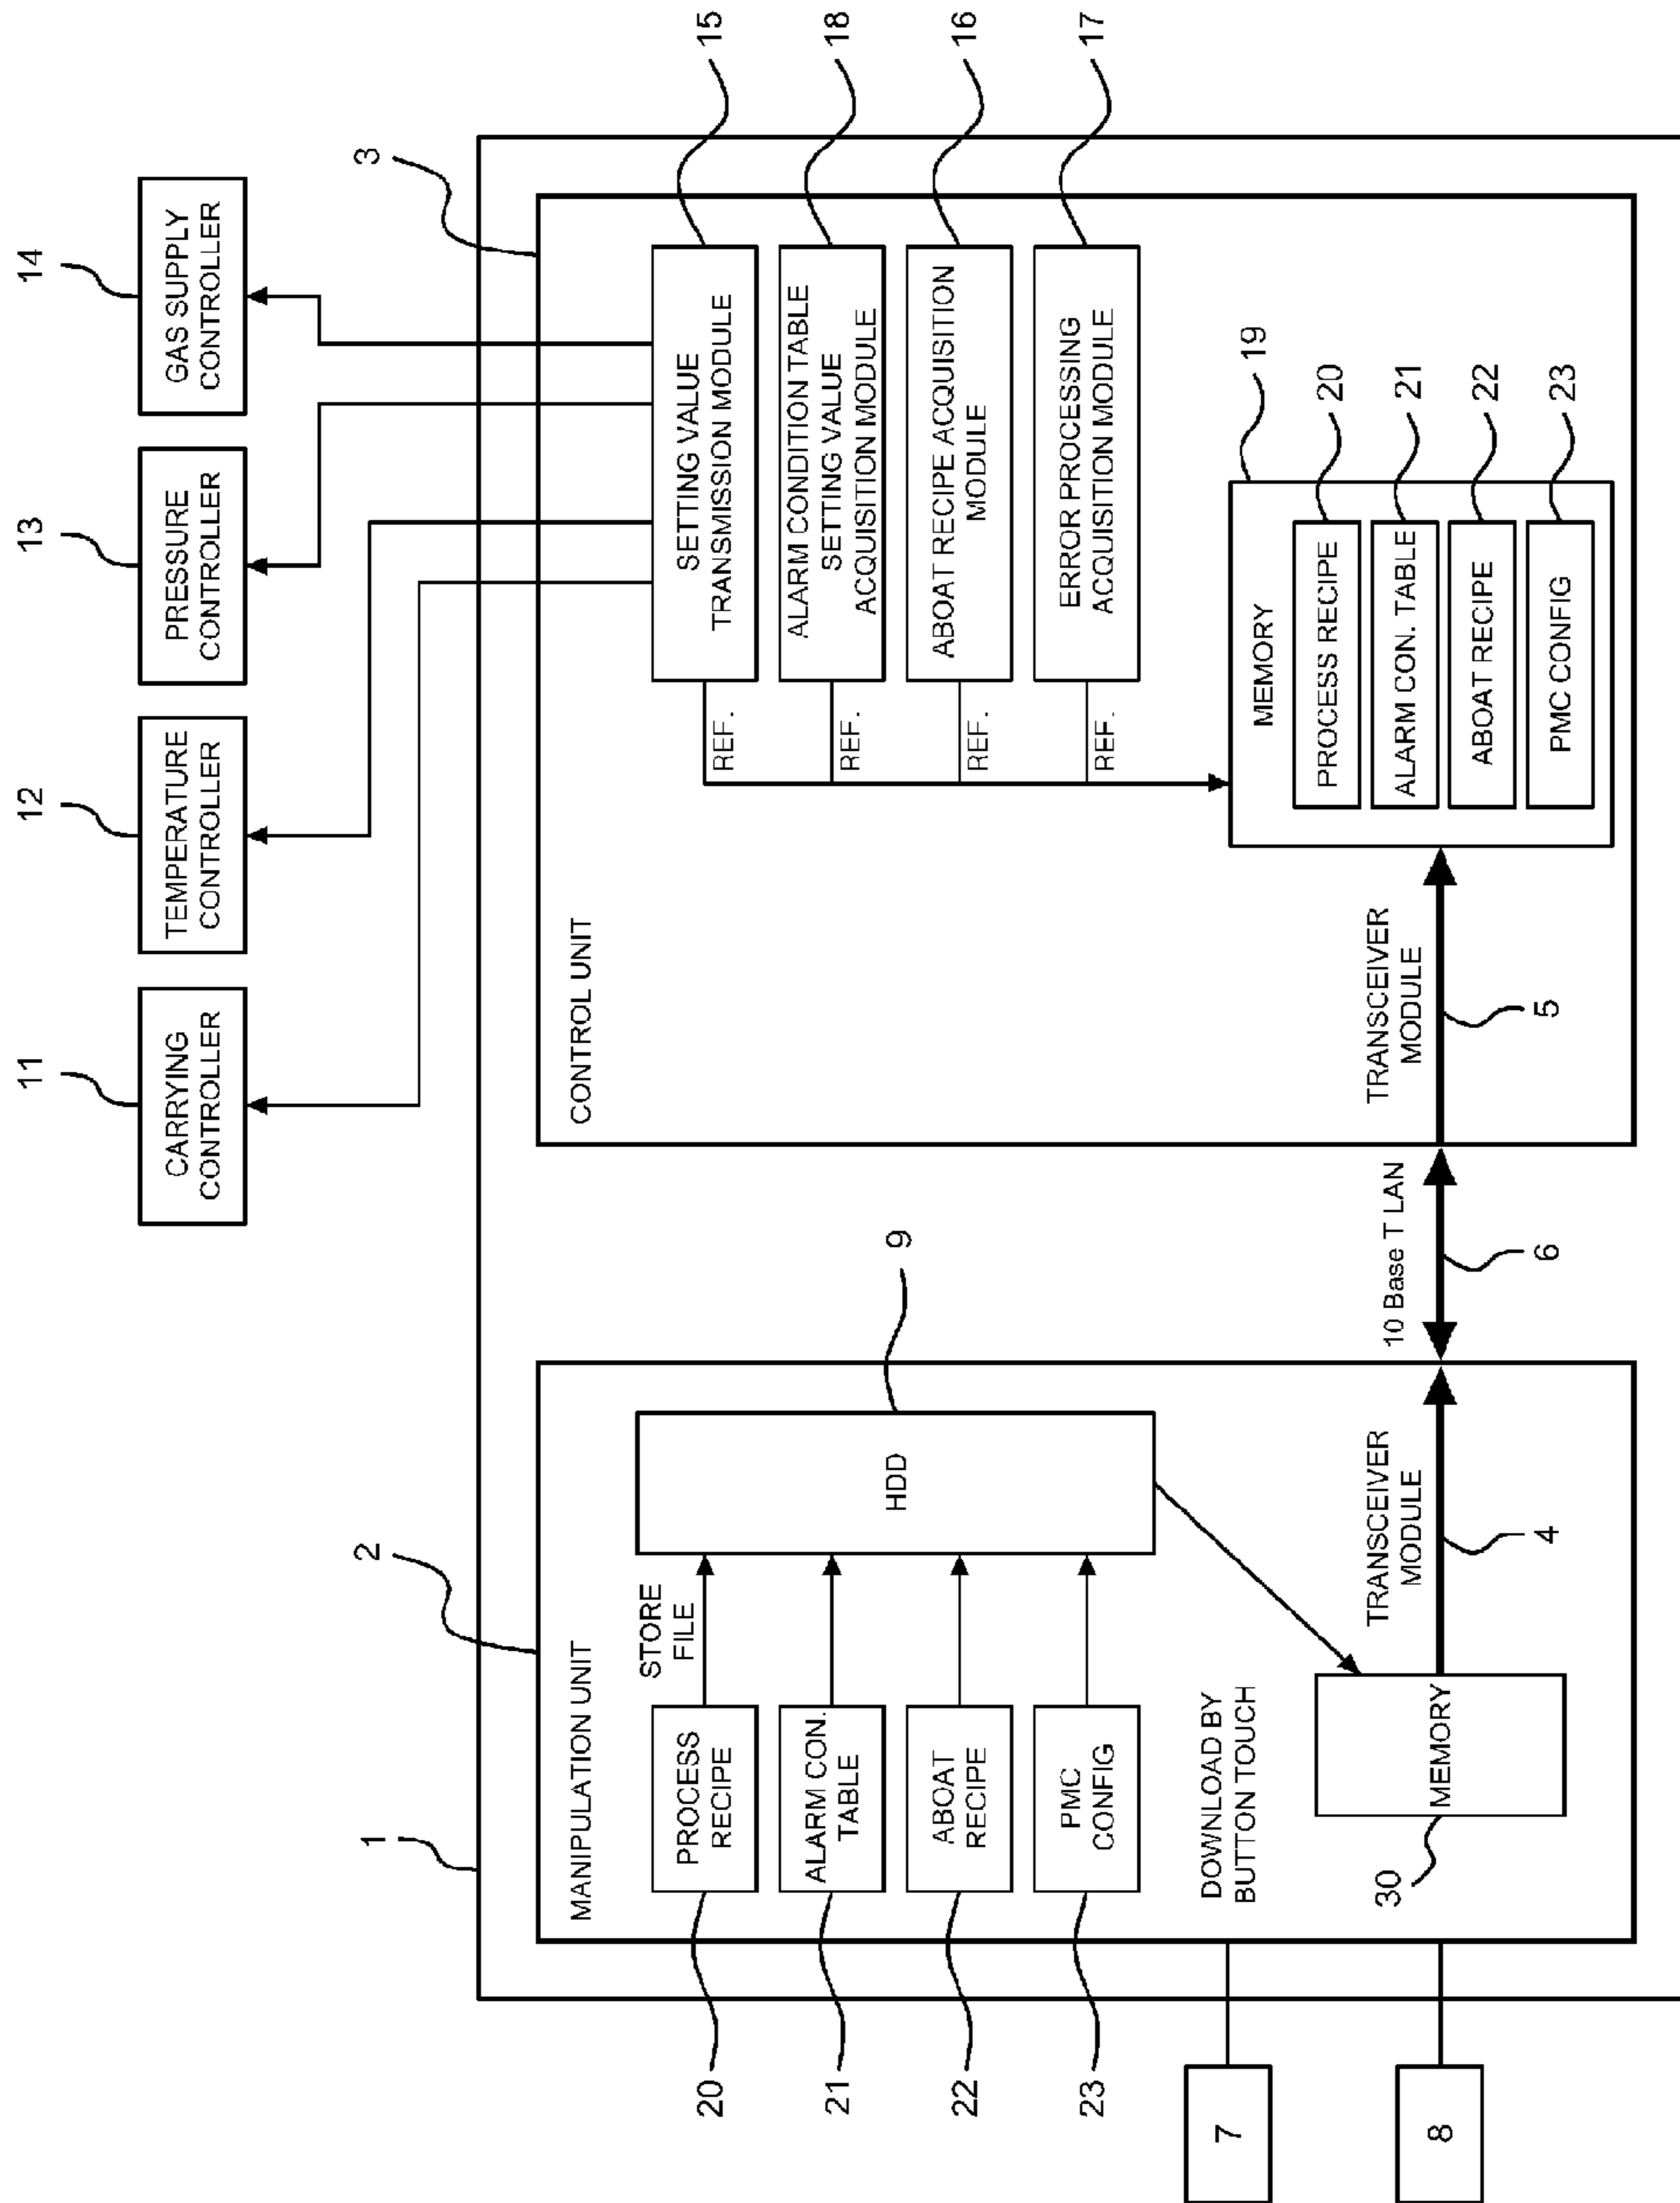 11
CARRYING
CONTROLLER
12
TEMPERATURE
CONTROLLER
13
PRESSURE
CONTROLLER
14
GAS SUPPLY
CONTROLLER
1
2
MANIPULATION UNIT
20
PROCESS
RECIPE
21
ALARM CON.
TABLE
22
ABOAT
RECIPE
23
PMC
CONFIG
STORE
FILE
HDD
9
DOWNLOAD BY
BUTTON TOUCH
MEMORY
30
TRANSCEIVER
MODULE
4
7
8
10 Base T LAN
6
3
CONTROL UNIT
SETTING VALUE
TRANSMISSION MODULE
15
ALARM CONDITION TABLE
SETTING VALUE
ACQUISITION MODULE
18
ABOAT RECIPE ACQUISITION
MODULE
16
ERROR PROCESSING
ACQUISITION MODULE
17
REF.
REF.
REF.
REF.
TRANSCEIVER
MODULE
5
MEMORY
19
PROCESS RECIPE
20
ALARM CON. TABLE
21
ABOAT RECIPE
22
PMC CONFIG
23